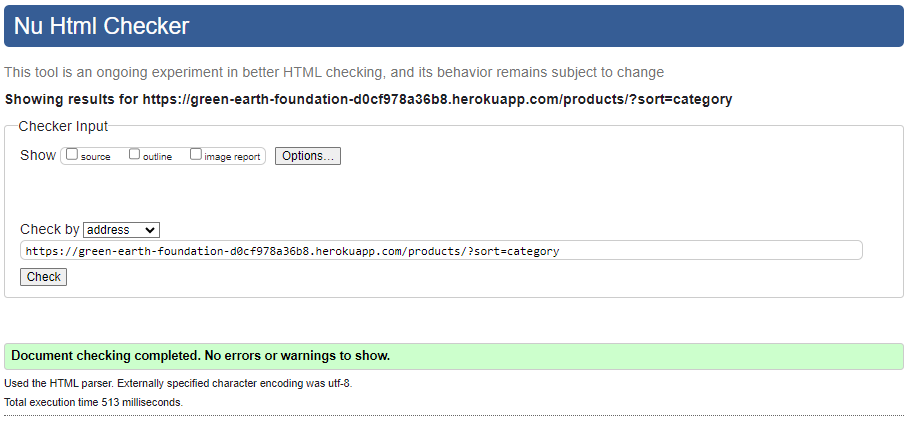 Nu Html Checker
This tool is an ongoing experiment in better HTML checking, and its behavior remains subject to change
Showing results for https://green-earth-foundation-d0cf978a36b8.herokuapp.com/products/?sort=category
Checker Input
Show source outline image report Options...
Check by address
https://green-earth-foundation-d0cf978a36b8.herokuapp.com/products/?sort=category
Check
Document checking completed. No errors or warnings to show.
Used the HTML parser. Externally specified character encoding was utf-8.
Total execution time 513 milliseconds.